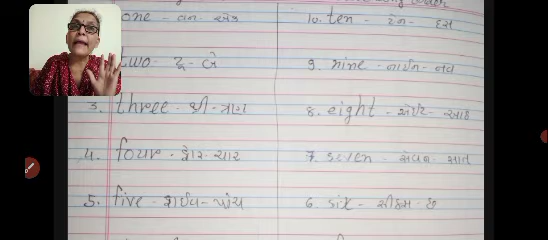 one - વન - એક
10. ten - ટેન - દસ
two - ટૂ - બે
9. nine - નાઈન - નવ
3. three - થ્રી - ત્રણ
8. eight - એઈટ - આઠ
4. four - ફોર - ચાર
7. seven - સેવન - સાત
5. five - ફાઈવ - પાંચ
6. six - સીક્સ - છ